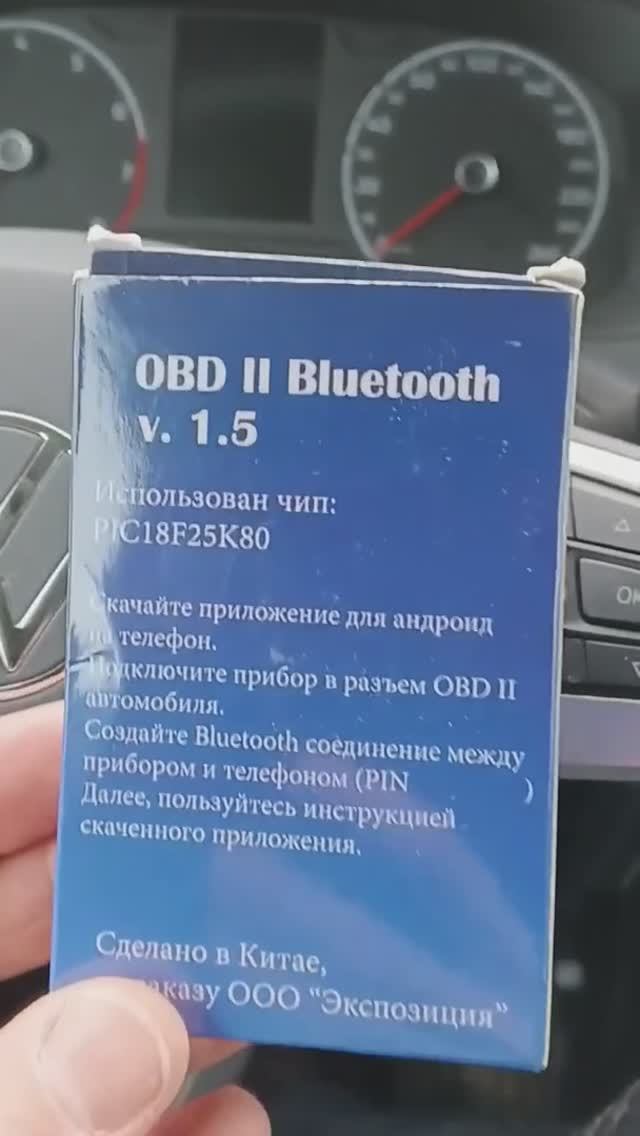 OBD II Bluetooth
v. 1.5
Использован чип:
PIC18F25K80
Скачайте приложение для андроид
на телефон.
Подключите прибор в разъем OBD II
автомобиля.
Создайте Bluetooth соединение между
прибором и телефоном (PIN )
Далее, пользуйтесь инструкцией
скаченного приложения.
Сделано в Китае,
заказу ООО "Экспозиция"
OK